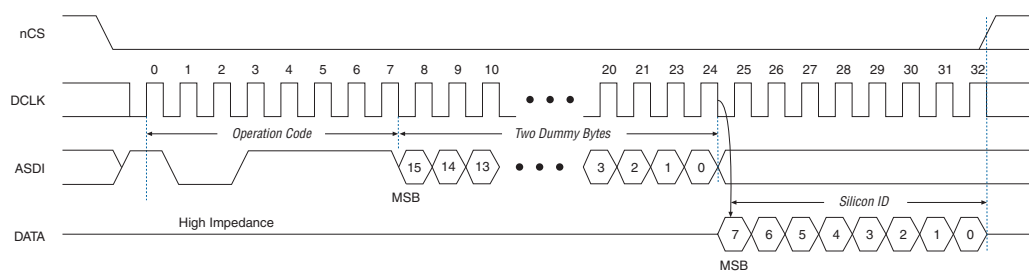 nCS
0 1 2 3 4 5 6 7 8 9 10 20 21 23 24 25 26 27 28 29 30 31 32
DCLK
Operation Code Two Dummy Bytes
ASDI 15 14 13 3 2 1 0
MSB
Silicon ID
High Impedance
DATA 7 6 5 4 3 2 1 0
MSB